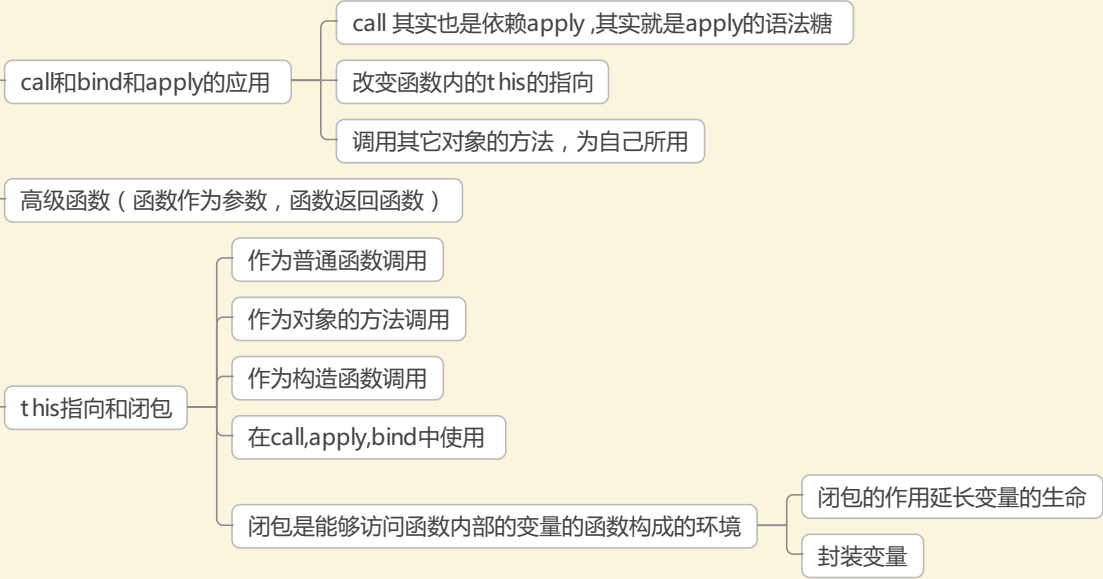 call 其实也是依赖apply ,其实就是apply的语法糖
call和bind和apply的应用
改变函数内的this的指向
调用其它对象的方法，为自己所用
高级函数（函数作为参数，函数返回函数）
作为普通函数调用
作为对象的方法调用
作为构造函数调用
this指向和闭包
在call,apply,bind中使用
闭包的作用延长变量的生命
闭包是能够访问函数内部的变量的函数构成的环境
封装变量